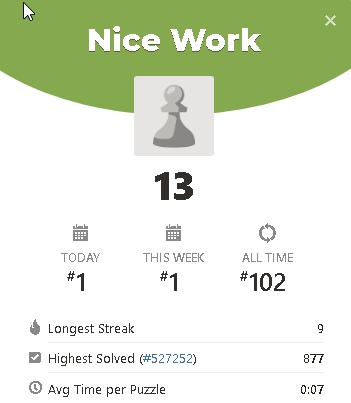 Nice Work
13
TODAY THIS WEEK ALL TIME
#1 #1 #102
Longest Streak 9
Highest Solved (#527252) 877
Avg Time per Puzzle 0:07